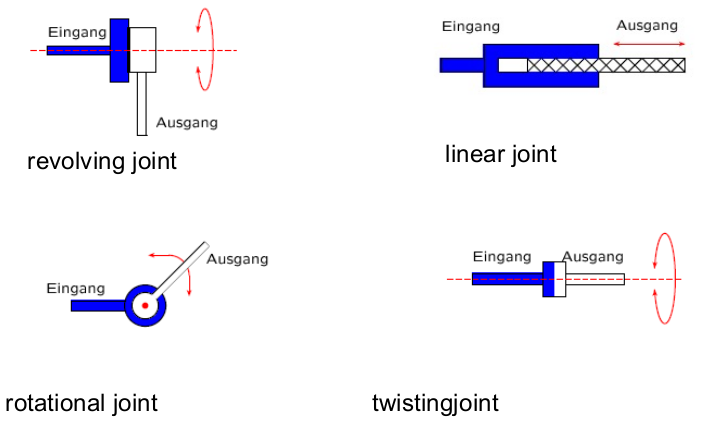 Eingang
Ausgang
revolving joint
Eingang
Ausgang
linear joint
Eingang
Ausgang
rotational joint
Eingang
Ausgang
twistingjoint